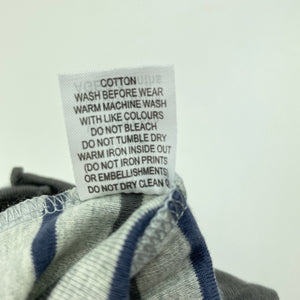 COTTON
WASH BEFORE WEAR
WARM MACHINE WASH
WITH LIKE COLOURS
DO NOT BLEACH
DO NOT TUMBLE DRY
WARM IRON INSIDE OUT
(DO NOT IRON PRINTS
OR EMBELLISHMENTS)
DO NOT DRY CLEAN